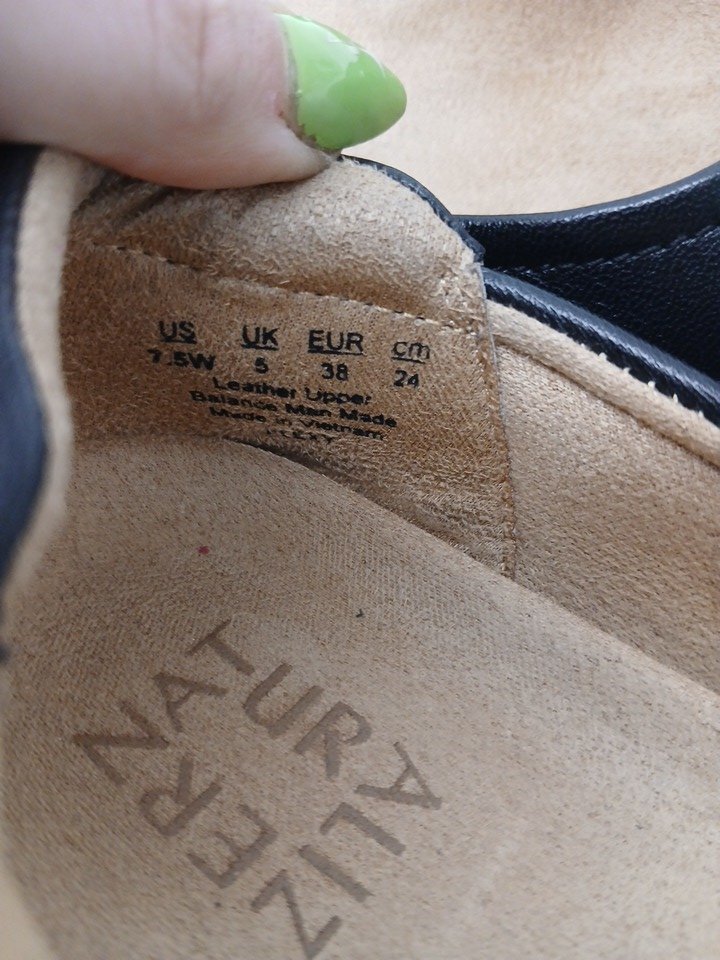 US UK EUR cm
7.5W 5 38 24
Leather Upper
Balance Man Made
Made in Vietnam
NATURALIZER